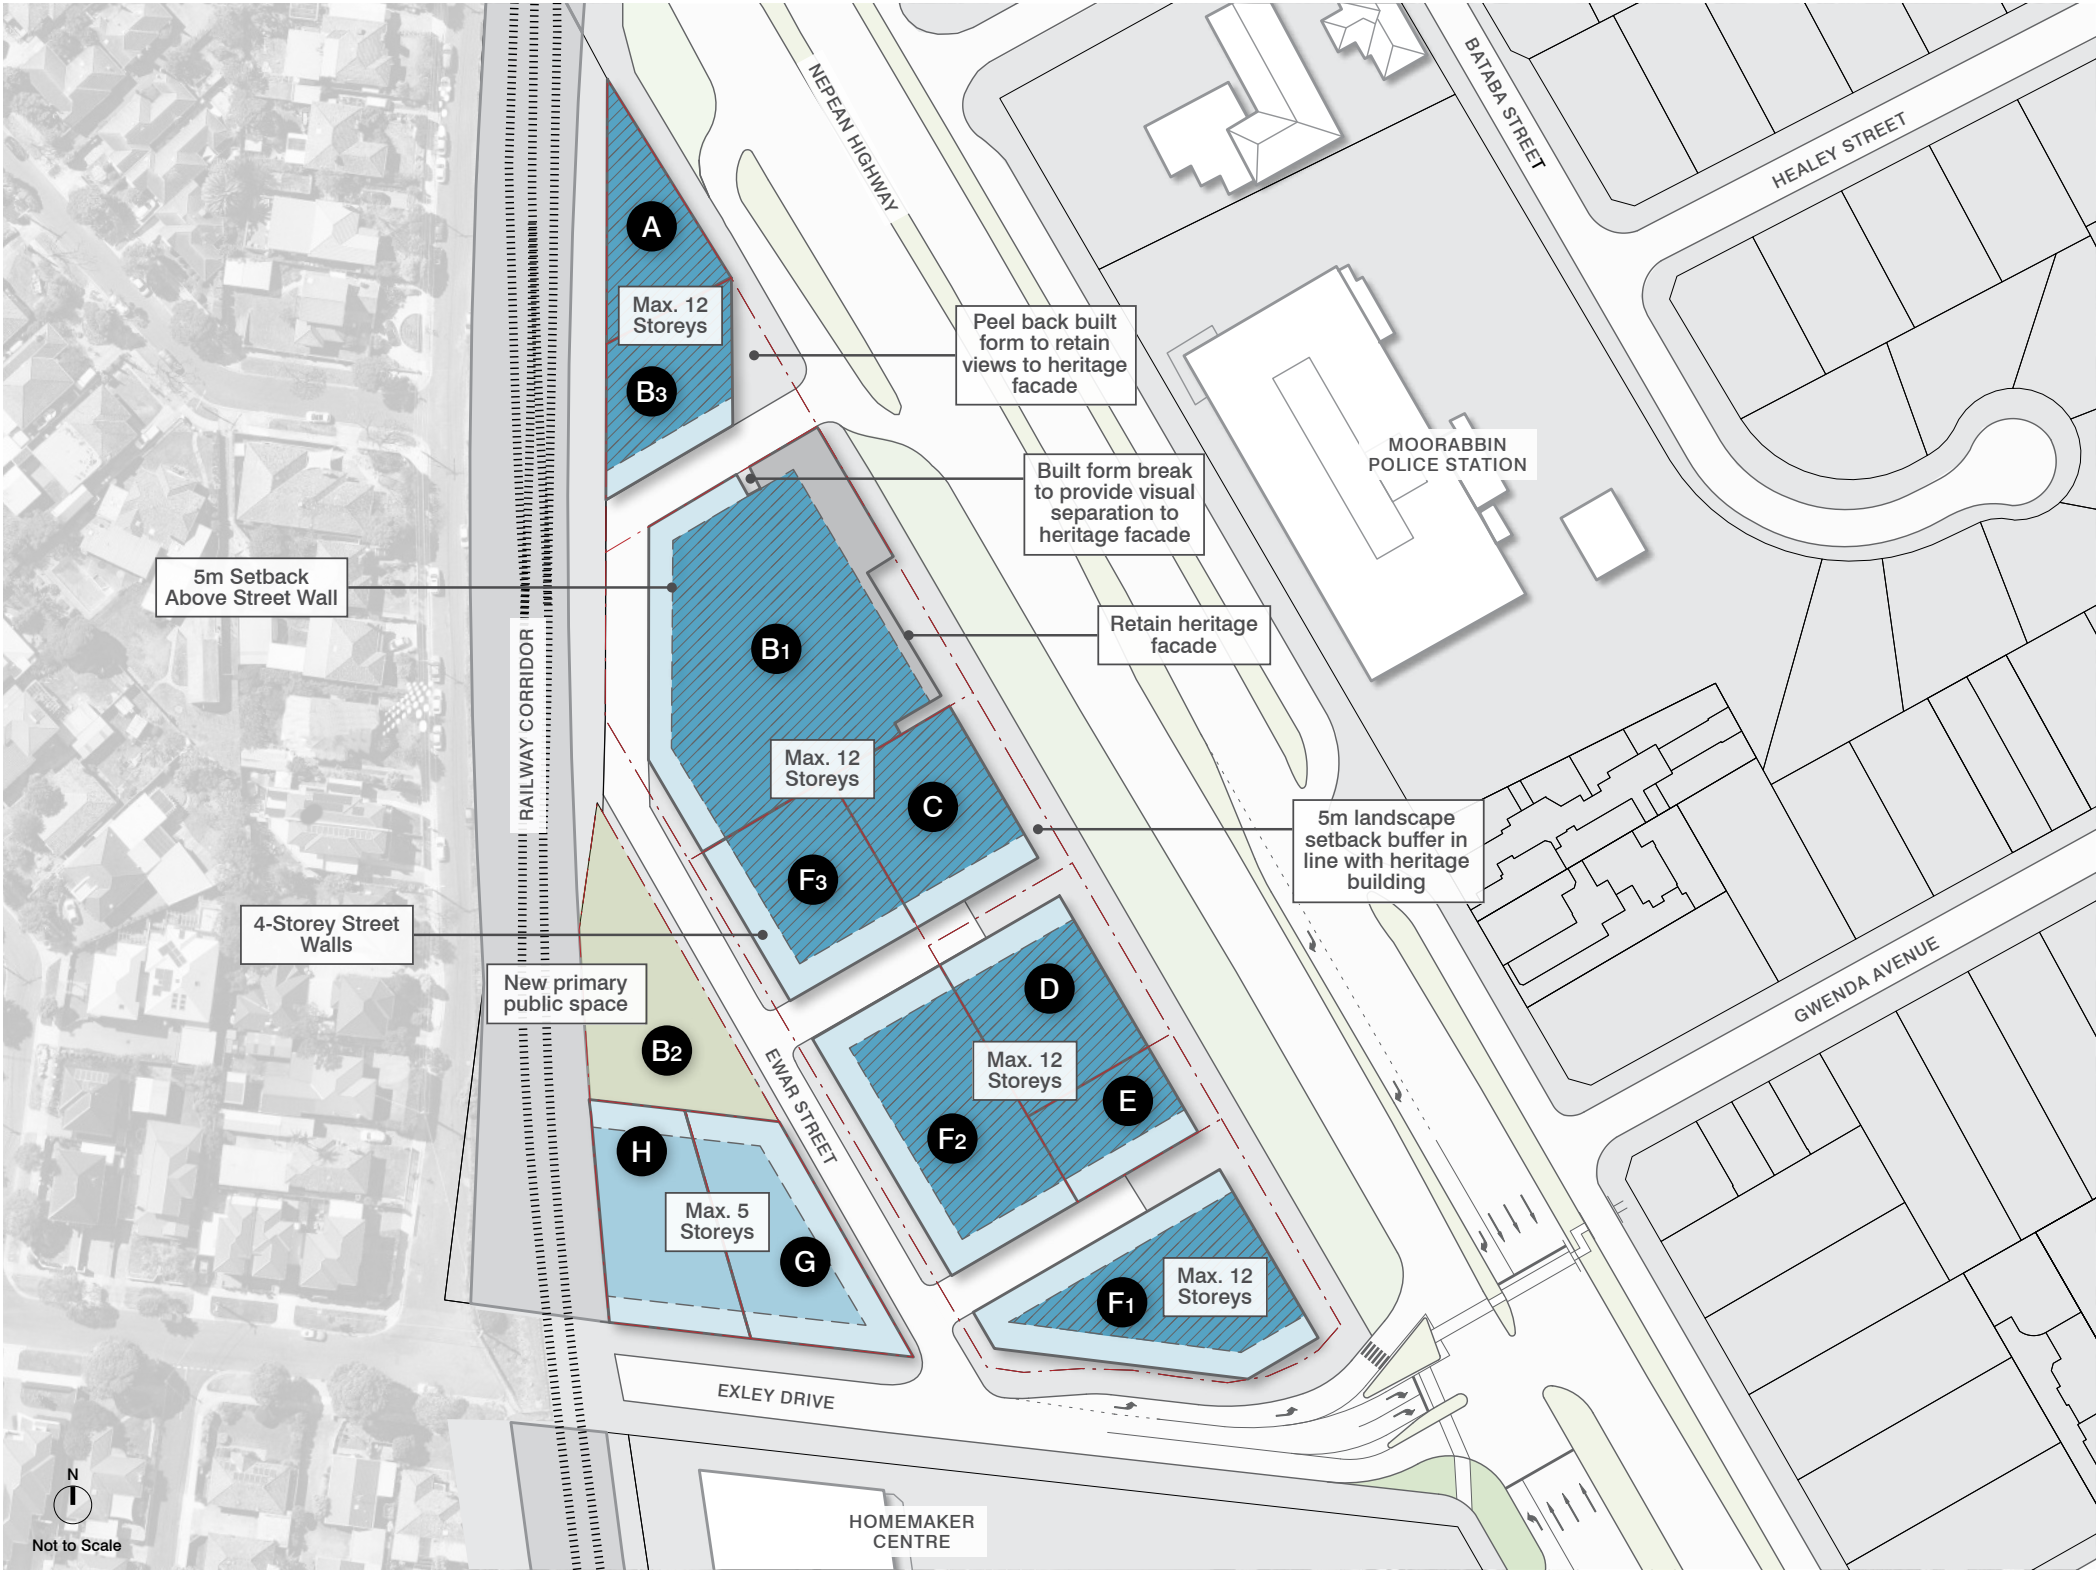 NEPEAN HIGHWAY
BATABA STREET
HEALEY STREET
A
Max. 12
Storeys
B3
Peel back built
form to retain
views to heritage
facade
MOORABBIN
POLICE STATION
Built form break
to provide visual
separation to
heritage facade
5m Setback
Above Street Wall
RAILWAY CORRIDOR
B1
Retain heritage
facade
Max. 12
Storeys
C
F3
5m landscape
setback buffer in
line with heritage
building
4-Storey Street
Walls
New primary
public space
GWENDA AVENUE
B2
D
Max. 12
Storeys
E
F2
EWAR STREET
H
Max. 5
Storeys
G
F1
Max. 12
Storeys
EXLEY DRIVE
HOMEMAKER
CENTRE
N
Not to Scale